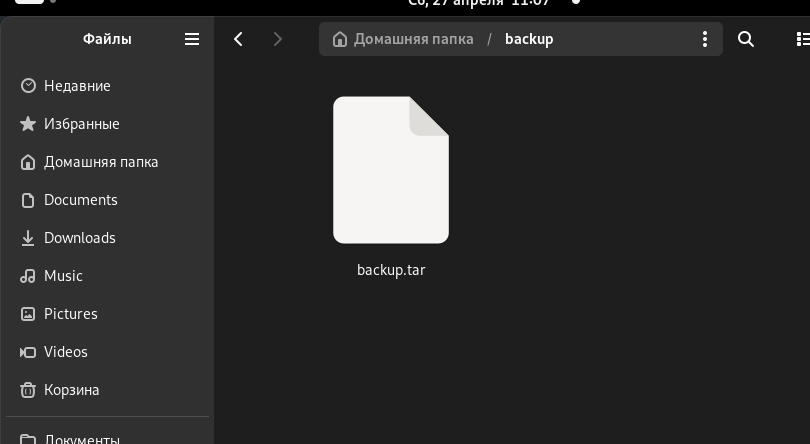 Сб, 27 апреля 11:07
Файлы
Домашняя папка / backup
Недавние
Избранные
Домашняя папка
Documents
Downloads
Music
Pictures
Videos
Корзина
Документы
backup.tar